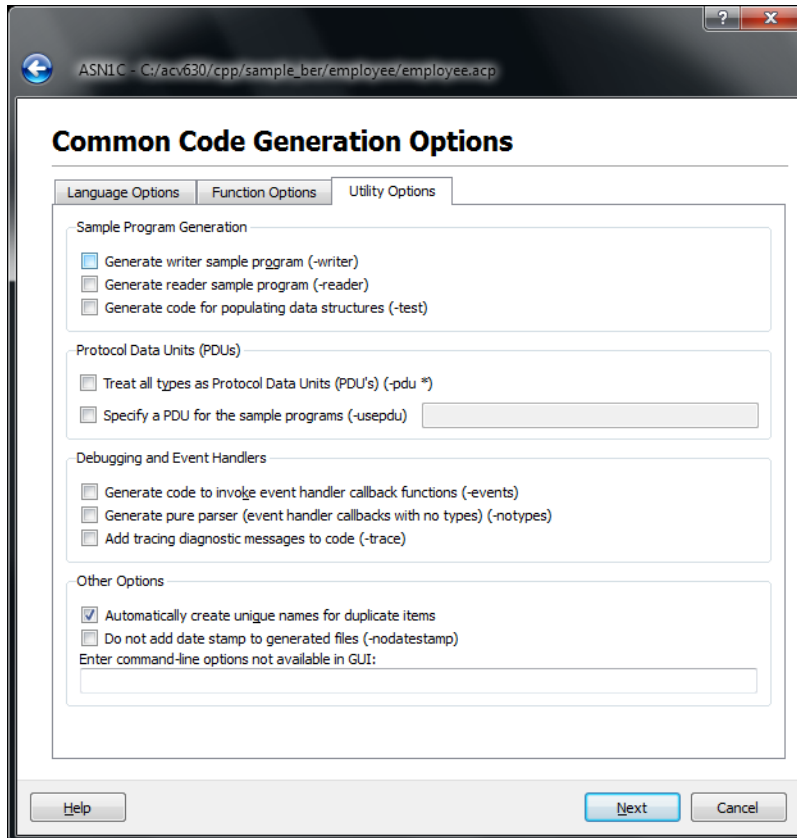 ?
X
ASN1C - C:/acv630/cpp/sample_ber/employee/employee.acp
Common Code Generation Options
Language Options Function Options Utility Options
Sample Program Generation
Generate writer sample program (-writer)
Generate reader sample program (-reader)
Generate code for populating data structures (-test)
Protocol Data Units (PDUs)
Treat all types as Protocol Data Units (PDU's) (-pdu *)
Specify a PDU for the sample programs (-usepdu)
Debugging and Event Handlers
Generate code to invoke event handler callback functions (-events)
Generate pure parser (event handler callbacks with no types) (-notypes)
Add tracing diagnostic messages to code (-trace)
Other Options
Automatically create unique names for duplicate items
Do not add date stamp to generated files (-nodatestamp)
Enter command-line options not available in GUI:
Help Next Cancel